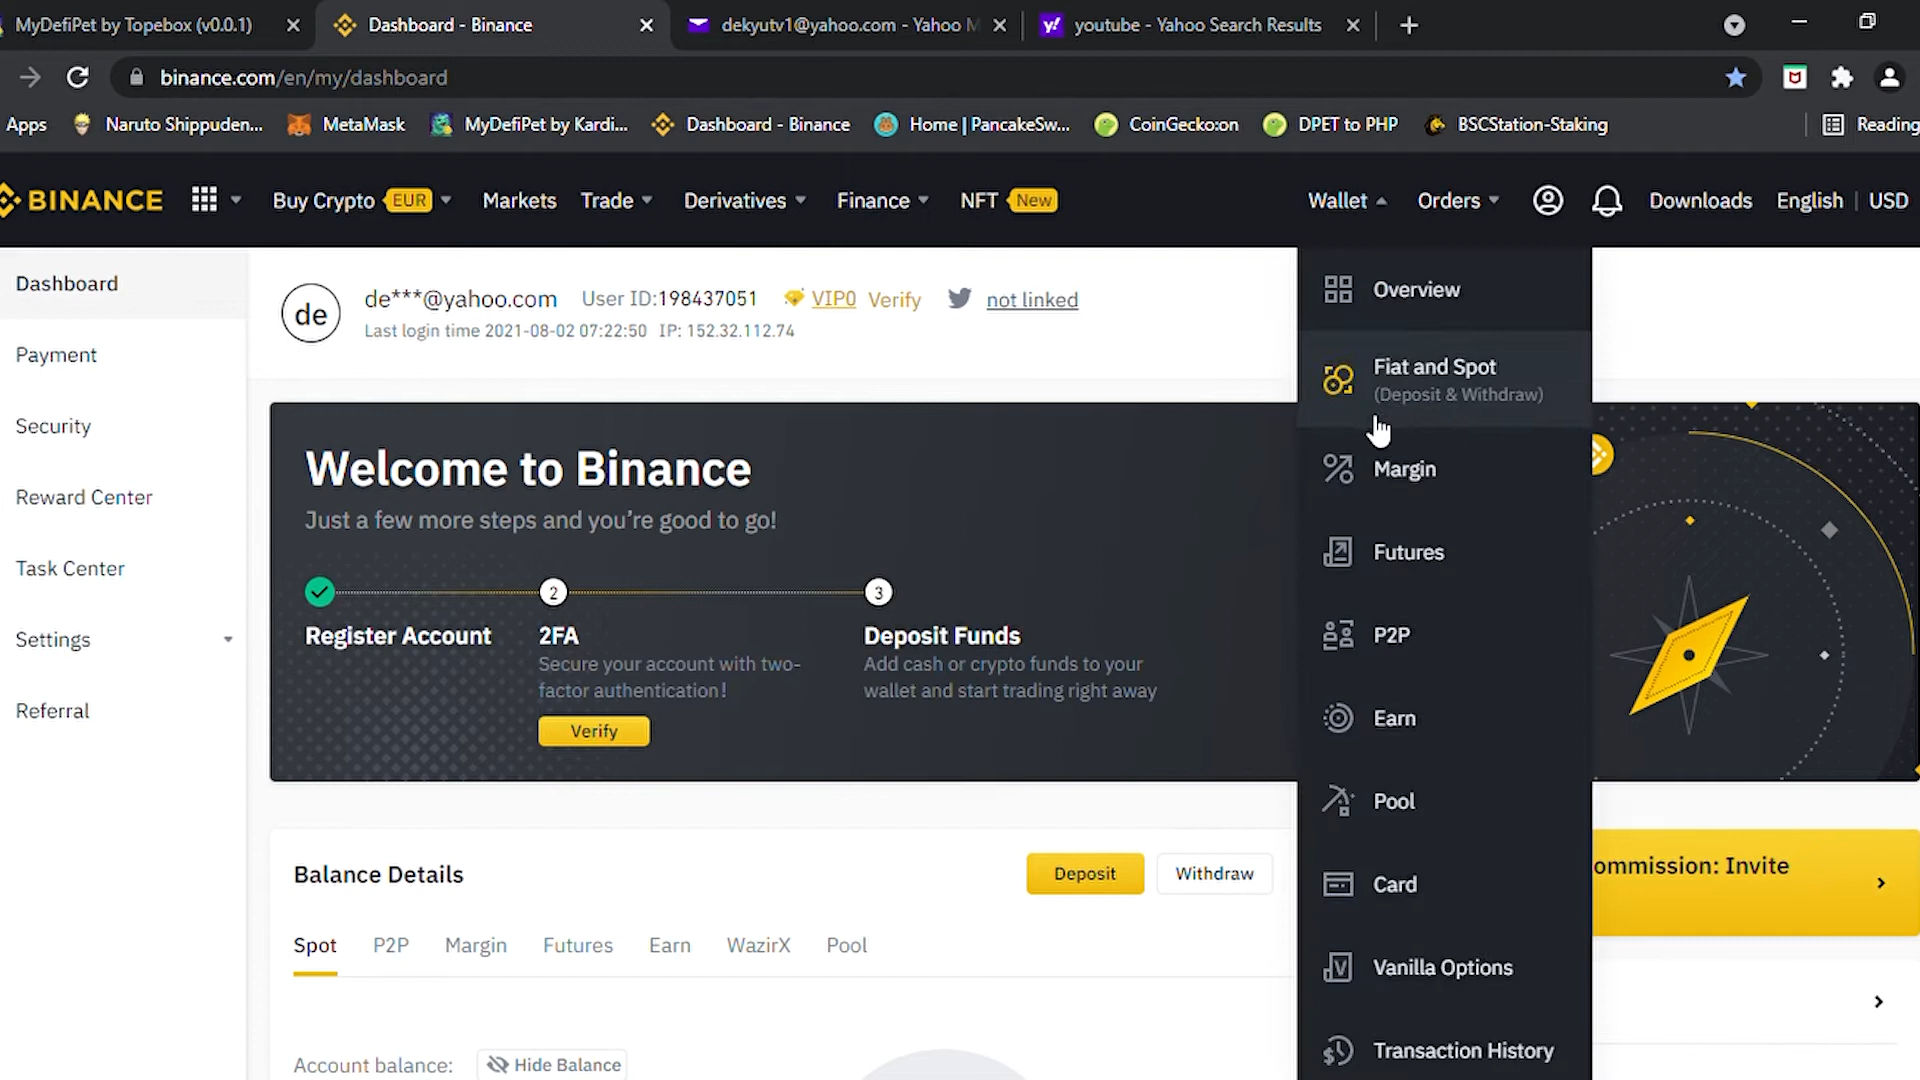 MyDefiPet by Topebox (v0.0.1)
Dashboard - Binance
dekyutv1@yahoo.com - Yahoo M
youtube - Yahoo Search Results
binance.com/en/my/dashboard
Apps
Naruto Shippuden...
MetaMask
MyDefiPet by Kardi...
Dashboard - Binance
Home | PancakeSw...
CoinGecko:on
DPET to PHP
BSCStation-Staking
Reading
BINANCE
Buy Crypto EUR
Markets
Trade
Derivatives
Finance
NFT New
Wallet
Orders
Downloads
English
USD
Dashboard
Payment
Security
Reward Center
Task Center
Settings
Referral
de
de***@yahoo.com User ID:198437051 VIP0 Verify not linked
Last login time 2021-08-02 07:22:50 IP: 152.32.112.74
Welcome to Binance
Just a few more steps and you're good to go!
2
3
Register Account
2FA
Secure your account with two-
factor authentication!
Verify
Deposit Funds
Add cash or crypto funds to your
wallet and start trading right away
Overview
Fiat and Spot
(Deposit & Withdraw)
Margin
Futures
P2P
Earn
Pool
Card
Vanilla Options
Transaction History
ommission: Invite
Balance Details
Deposit
Withdraw
Spot
P2P
Margin
Futures
Earn
WazirX
Pool
Account balance:
Hide Balance